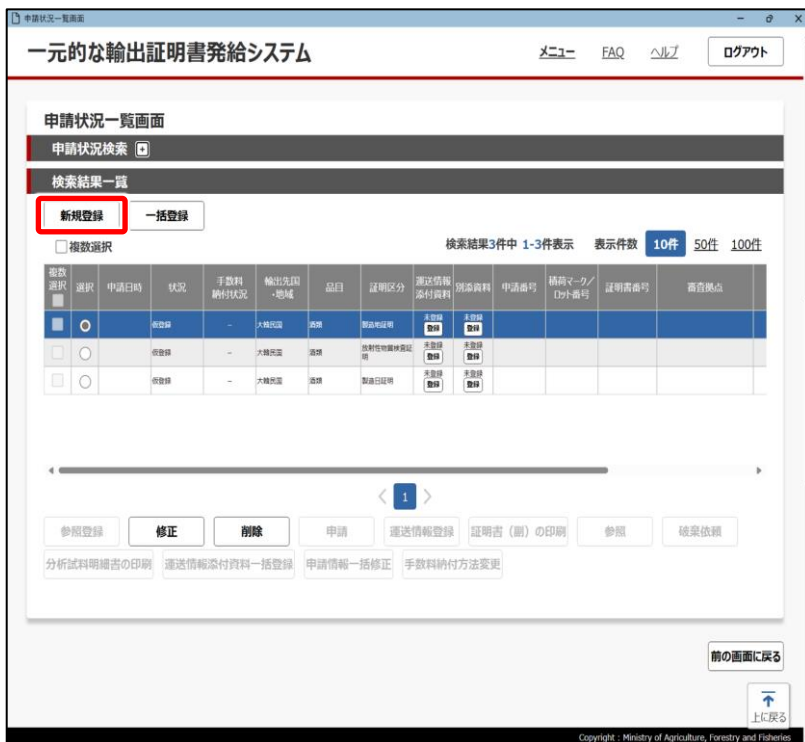 申請状況一覧画面
一元的な輸出証明書発給システム
メニュー FAQ ヘルプ ログアウト
申請状況一覧画面
申請状況検索
検索結果一覧
新規登録 一括登録
複数選択 検索結果3件中 1-3件表示 表示件数 10件 50件 100件
複数選択 選択 申請日時 状況 手数料納付状況 輸出先国・地域 品目 証明区分 運送情報添付資料 別添資料 申請番号 積荷マーク/ロット番号 証明書番号 審査拠点
仮登録 - 大韓民国 酒類 製造地証明 未登録 登録 未登録 登録
仮登録 - 大韓民国 酒類 放射性物質検査証明 未登録 登録 未登録 登録
仮登録 - 大韓民国 酒類 製造日証明 未登録 登録 未登録 登録
1
参照登録 修正 削除 申請 運送情報登録 証明書(副)の印刷 参照 破棄依頼
分析試料明細書の印刷 運送情報添付資料一括登録 申請情報一括修正 手数料納付方法変更
前の画面に戻る
上に戻る
Copyright : Ministry of Agriculture, Forestry and Fisheries